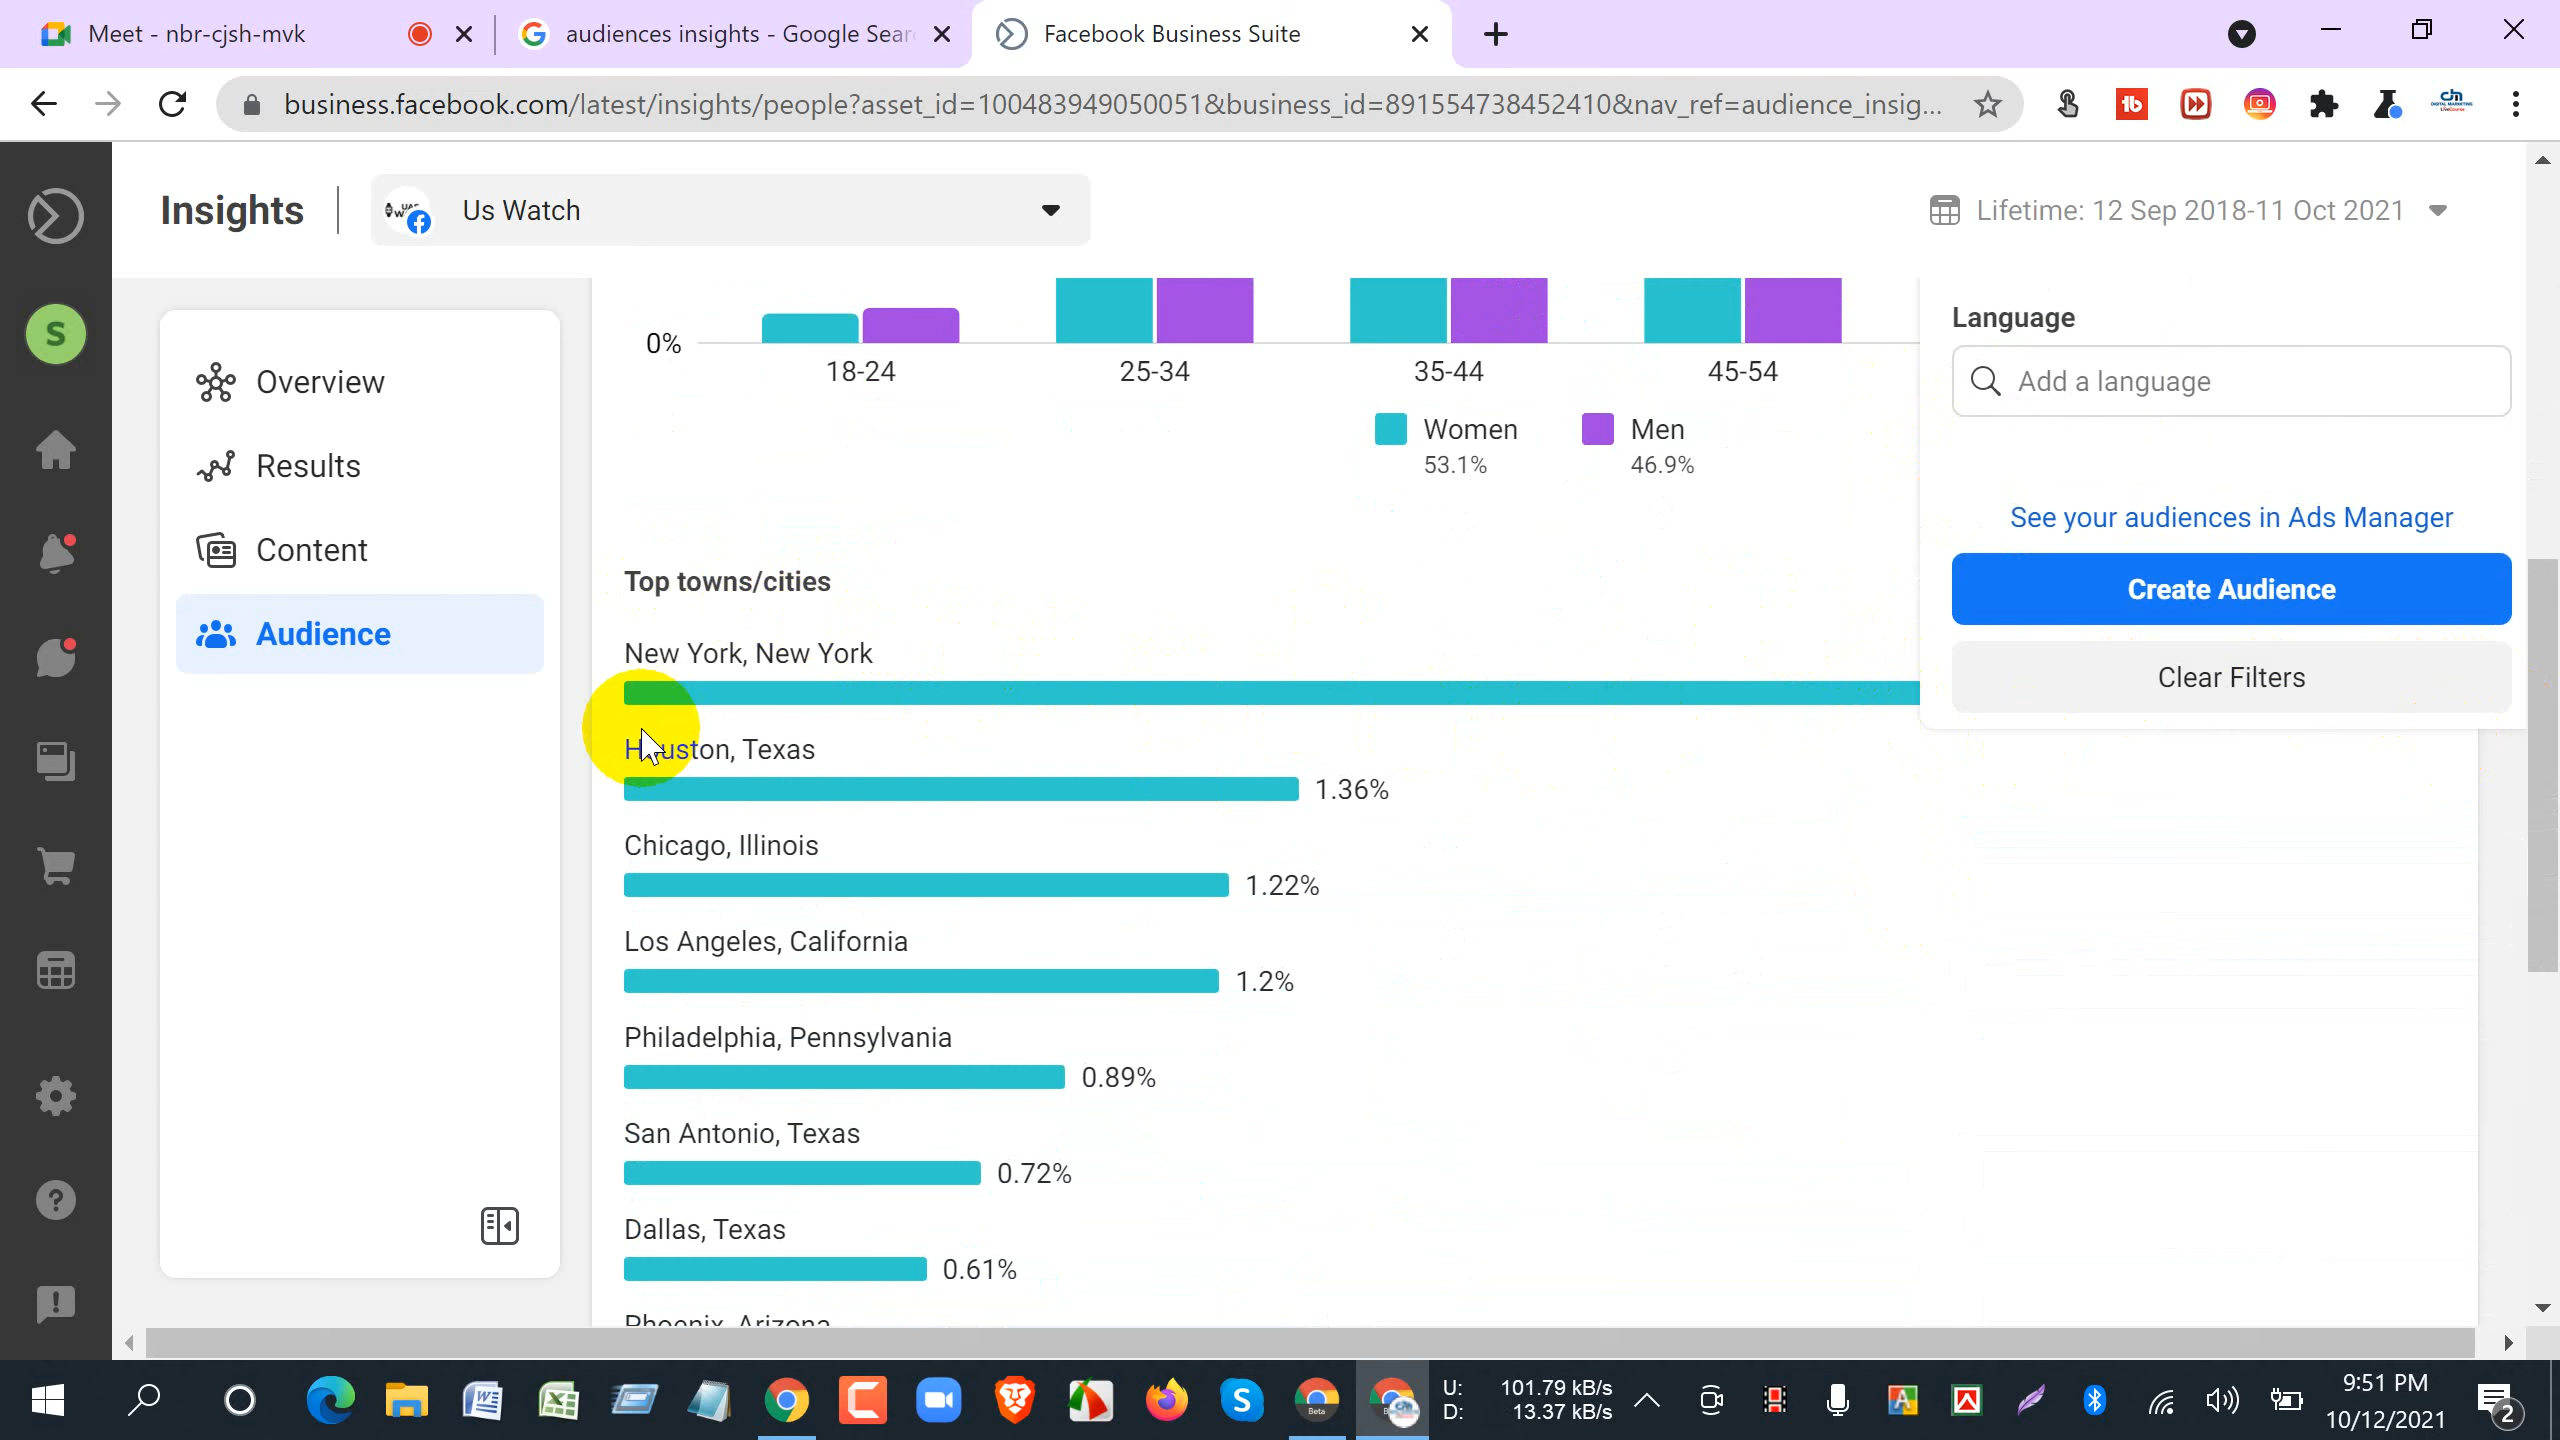 Meet - nbr-cjsh-mvk
audiences insights - Google Sear
Facebook Business Suite
business.facebook.com/latest/insights/people?asset_id=100483949050051&business_id=891554738452410&nav_ref=audience_insig...
Insights
Us Watch
Lifetime: 12 Sep 2018-11 Oct 2021
S
Overview
Results
Content
Audience
0%
18-24
25-34
35-44
45-54
Women
53.1%
Men
46.9%
Top towns/cities
New York, New York
Houston, Texas
1.36%
Chicago, Illinois
1.22%
Los Angeles, California
1.2%
Philadelphia, Pennsylvania
0.89%
San Antonio, Texas
0.72%
Dallas, Texas
0.61%
Phoenix, Arizona
Language
Add a language
See your audiences in Ads Manager
Create Audience
Clear Filters
U: 101.79 kB/s
D: 13.37 kB/s
9:51 PM
10/12/2021
2